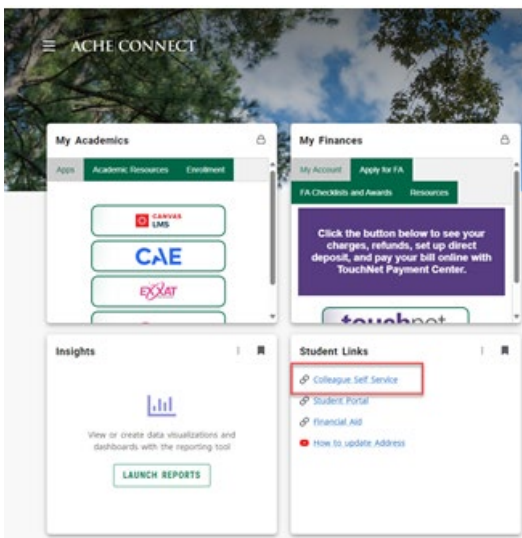 ACHE CONNECT
My Academics
Apps
Academic Resources
Enrollment
CANVAS
LMS
CAE
EXXAT
My Finances
My Account
Apply for FA
FA Checklists and Awards
Resources
Click the button
below to see your
charges, refunds,
set up direct
deposit, and pay
your bill online with
TouchNet Payment Center.
touchnet
Insights
View or create data visualizations and
dashboards with the reporting tool
LAUNCH REPORTS
Student Links
Colleague Self Service
Student Portal
Financial Aid
How to update Address